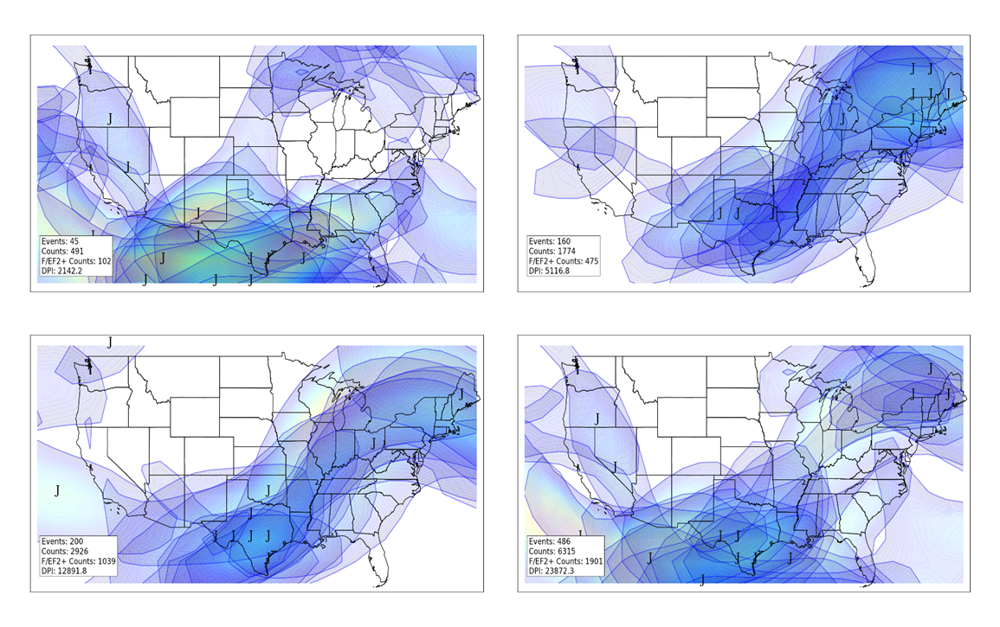 J
J
J
J
J
J
J
J
J
J
Events: 45
Counts: 491
F/EF2+ Counts: 102
DPI: 2142.2
J J
J J J J
J J
J J J
Events: 160
Counts: 1774
F/EF2+ Counts: 475
DPI: 5116.8
J
J
J
J
J
J
J J J J
Events: 200
Counts: 2926
F/EF2+ Counts: 1039
DPI: 12891.8
J
J J
J
J
J J J
J J J J
J
Events: 486
Counts: 6315
F/EF2+ Counts: 1901
DPI: 23872.3